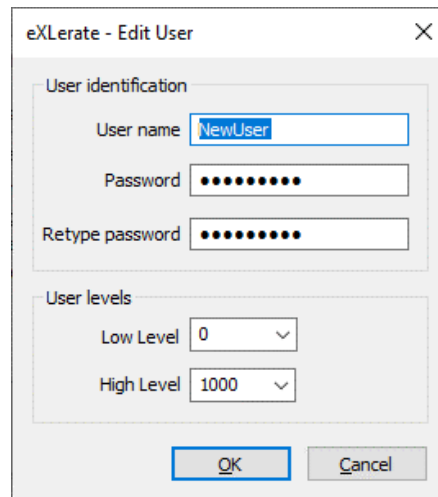 eXLerate - Edit User
User identification
User name NewUser
Password ●●●●●●●●●
Retype password ●●●●●●●●●
User levels
Low Level 0
High Level 1000
OK Cancel